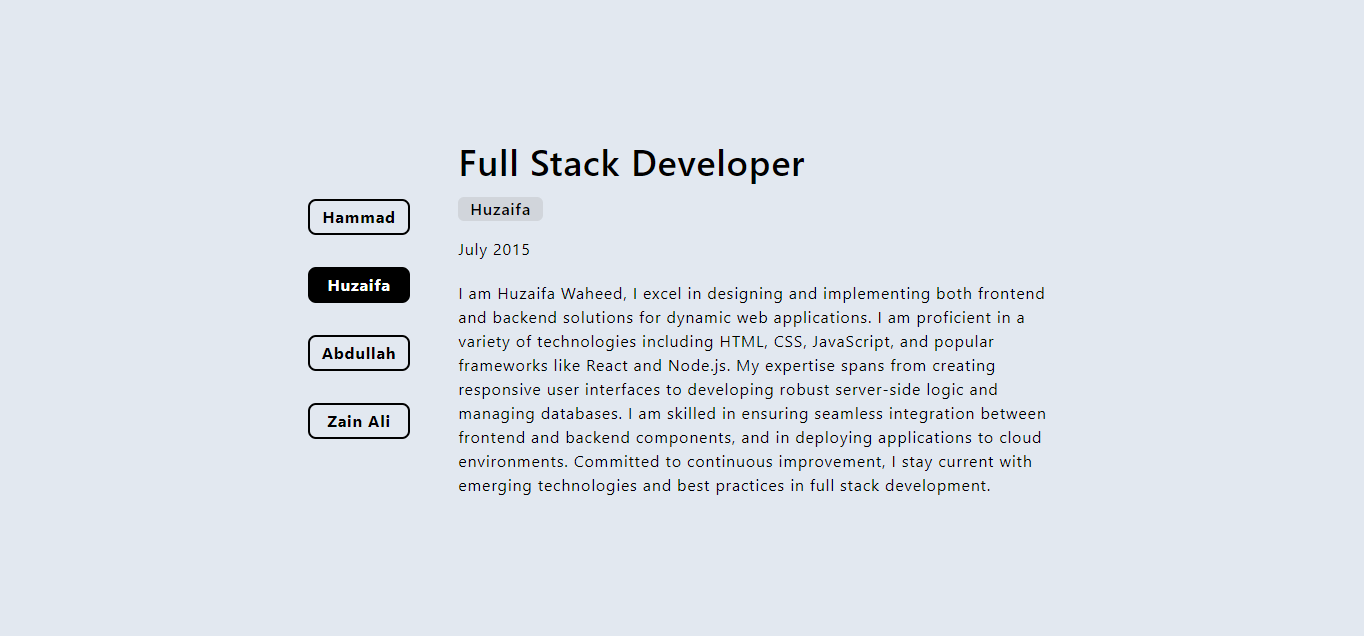 Hammad
Huzaifa
Abdullah
Zain Ali
Full Stack Developer
Huzaifa
July 2015
I am Huzaifa Waheed, I excel in designing and implementing both frontend
and backend solutions for dynamic web applications. I am proficient in a
variety of technologies including HTML, CSS, JavaScript, and popular
frameworks like React and Node.js. My expertise spans from creating
responsive user interfaces to developing robust server-side logic and
managing databases. I am skilled in ensuring seamless integration between
frontend and backend components, and in deploying applications to cloud
environments. Committed to continuous improvement, I stay current with
emerging technologies and best practices in full stack development.